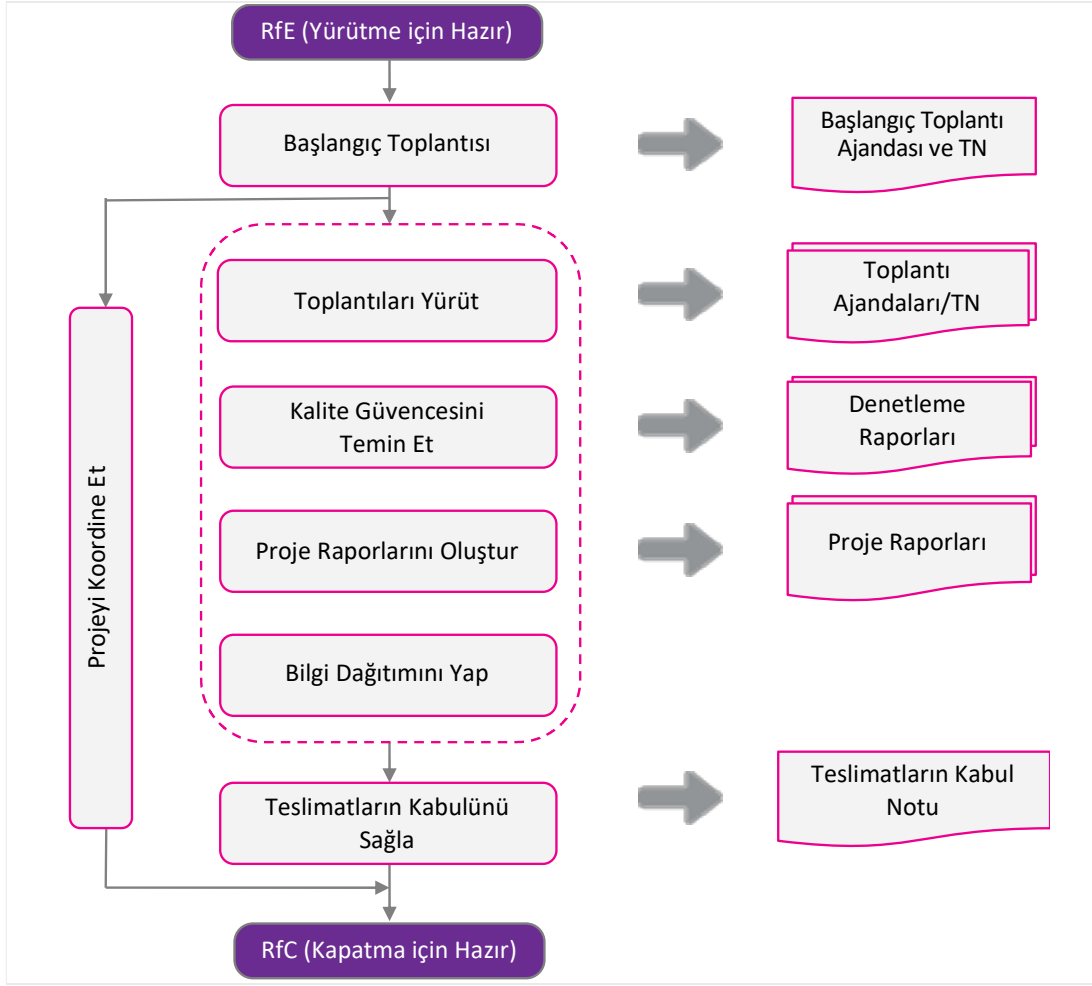 RfE (Yürütme için Hazır)
Başlangıç Toplantısı
Başlangıç Toplantı
Ajandası ve TN
Toplantıları Yürüt
Toplantı
Ajandaları/TN
Projeyi Koordine Et
Kalite Güvencesini
Temin Et
Denetleme
Raporları
Proje Raporlarını Oluştur
Proje Raporları
Bilgi Dağıtımını Yap
Teslimatların Kabulünü
Sağla
Teslimatların Kabul
Notu
RfC (Kapatma için Hazır)